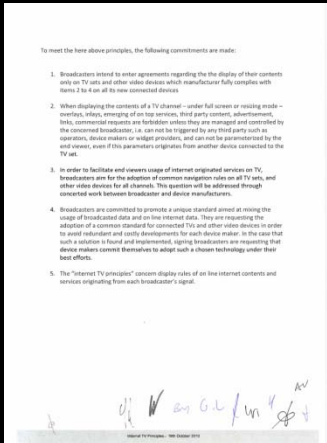 To meet the here above principles, the following commitments are made:
1. Broadcasters intend to enter agreements regarding the the display of their contents
only on TV sets and other video devices which manufacturer fully complies with
items 2 to 4 on all its new connected devices
2. When displaying the contents of a TV channel – under full screen or resizing mode –
overlays, inlays, emerging of on top services, third party content, advertisement,
links, commercial requests are forbidden unless they are managed and controlled by
the concerned broadcaster, i.e. can not be triggered by any third party such as
operators, device makers or widget providers, and can not be parameterized by the
end viewer, even if this parameters originates from another device connected to the
TV set.
3. In order to facilitate end viewers usage of internet originated services on TV,
broadcasters aim for the adoption of common navigation rules on all TV sets, and
other video devices for all channels. This question will be addressed through
concerted work between broadcaster and device manufacturers.
4. Broadcasters are committed to promote a unique standard aimed at mixing the
usage of broadcasted data and on line internet data. They are requesting the
adoption of a common standard for connected TVs and other video devices in order
to avoid redundant and costly developments for each device maker. In the case that
such a solution is found and implemented, signing broadcasters are requesting that
device makers commit themselves to adopt such a chosen technology under their
best efforts.
5. The "internet TV principles" concern display rules of on line internet contents and
services originating from each broadcaster's signal.
G.L
AV
Internet TV Principles - 19th October 2010